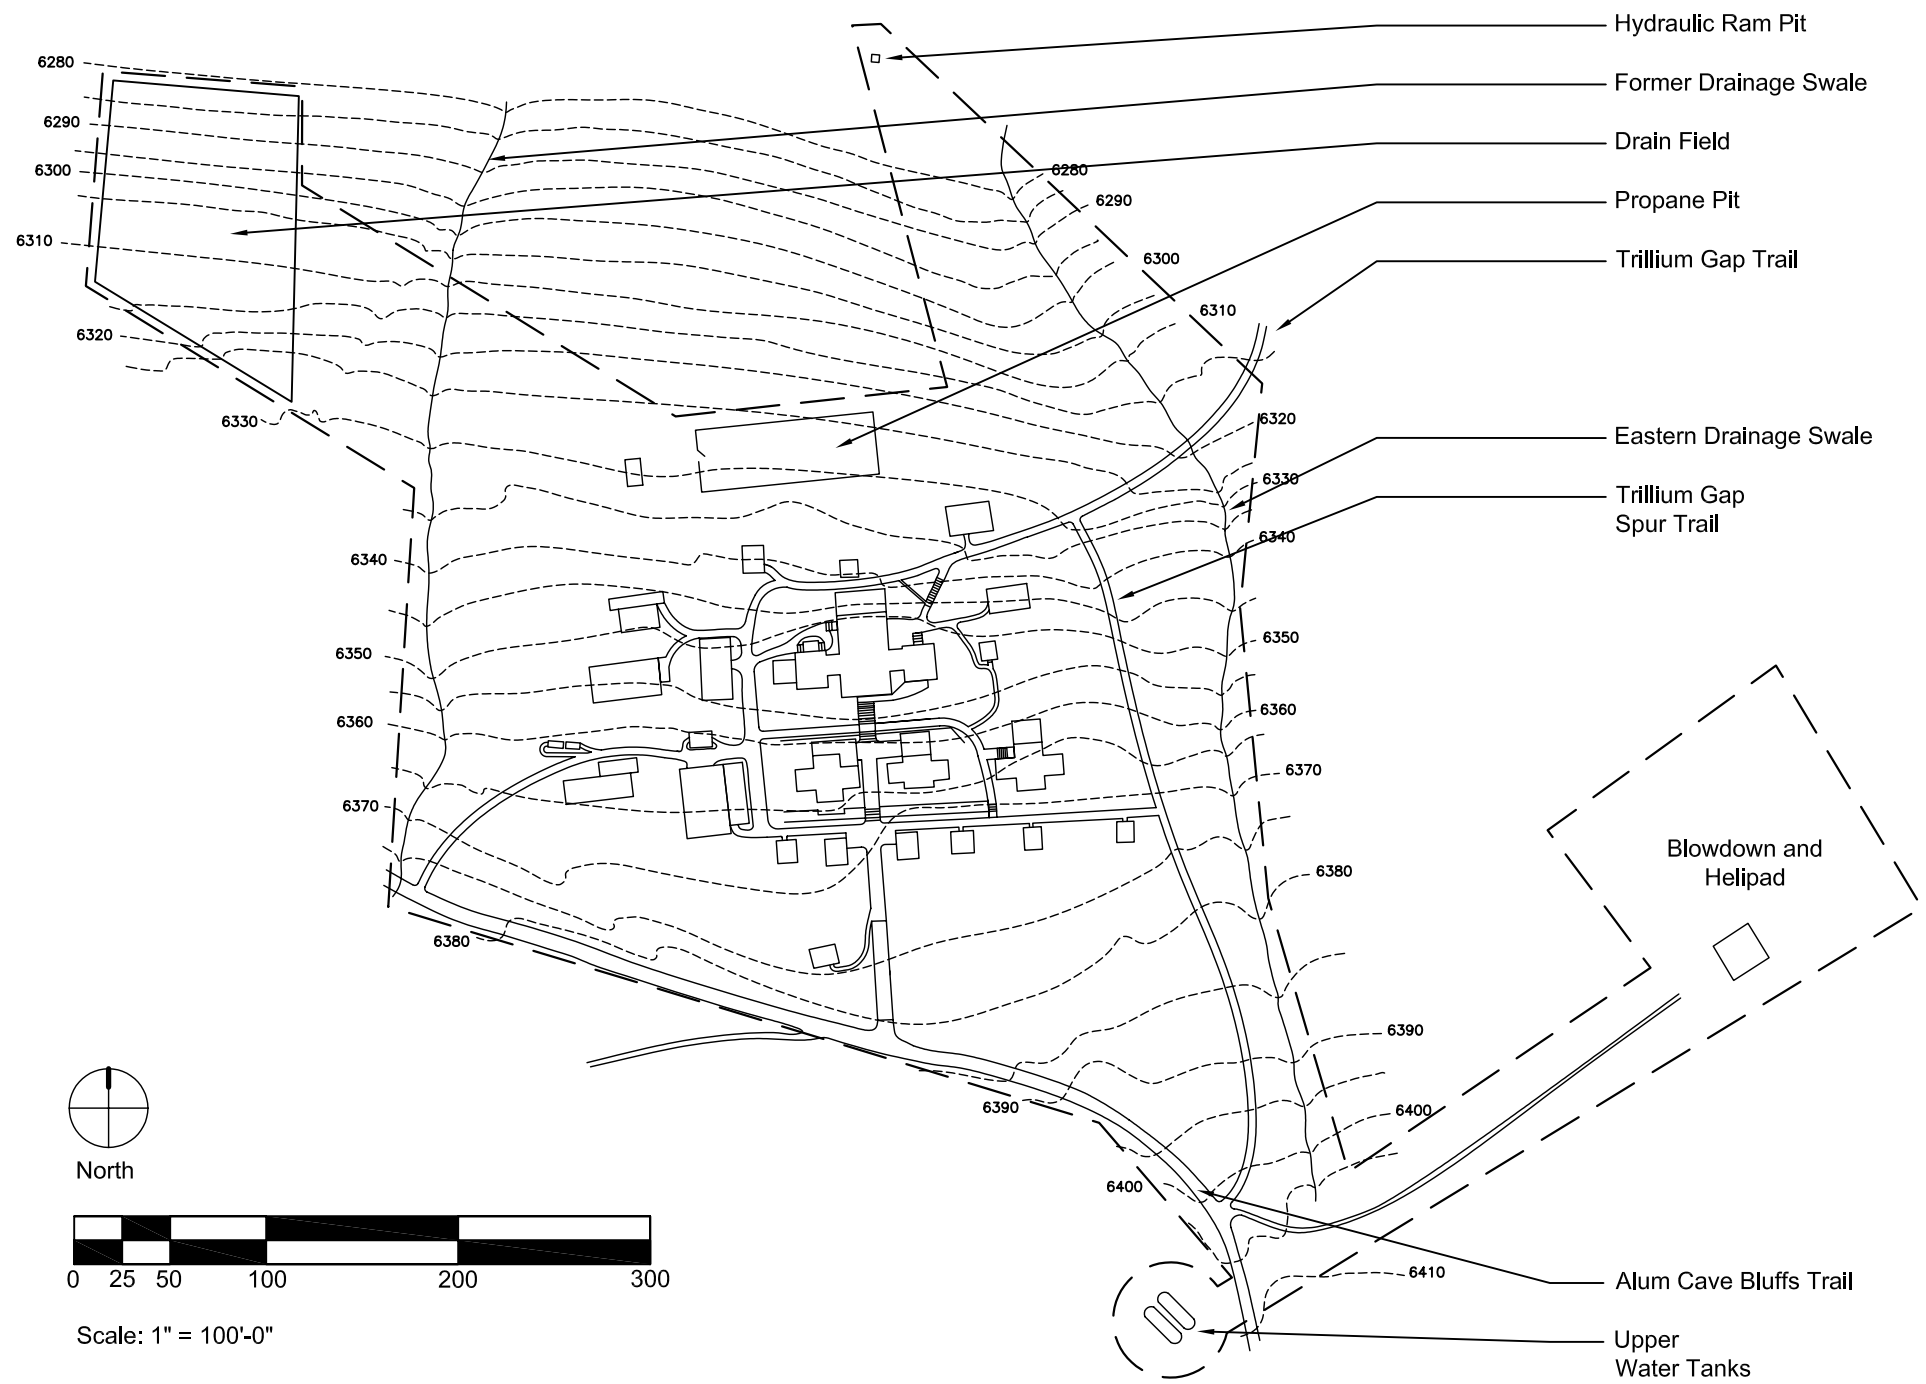 Hydraulic Ram Pit
6280
Former Drainage Swale
6290
Drain Field
6300
6280
6290
Propane Pit
6310
6300
Trillium Gap Trail
6310
6320
6330
6320
Eastern Drainage Swale
6330
Trillium Gap
Spur Trail
6340
6340
6350
6350
6360
6360
6370
6370
Blowdown and
Helipad
6380
6380
6390
6390
6400
North
6400
6410
0 25 50 100 200 300
Alum Cave Bluffs Trail
Scale: 1" = 100'-0"
Upper
Water Tanks